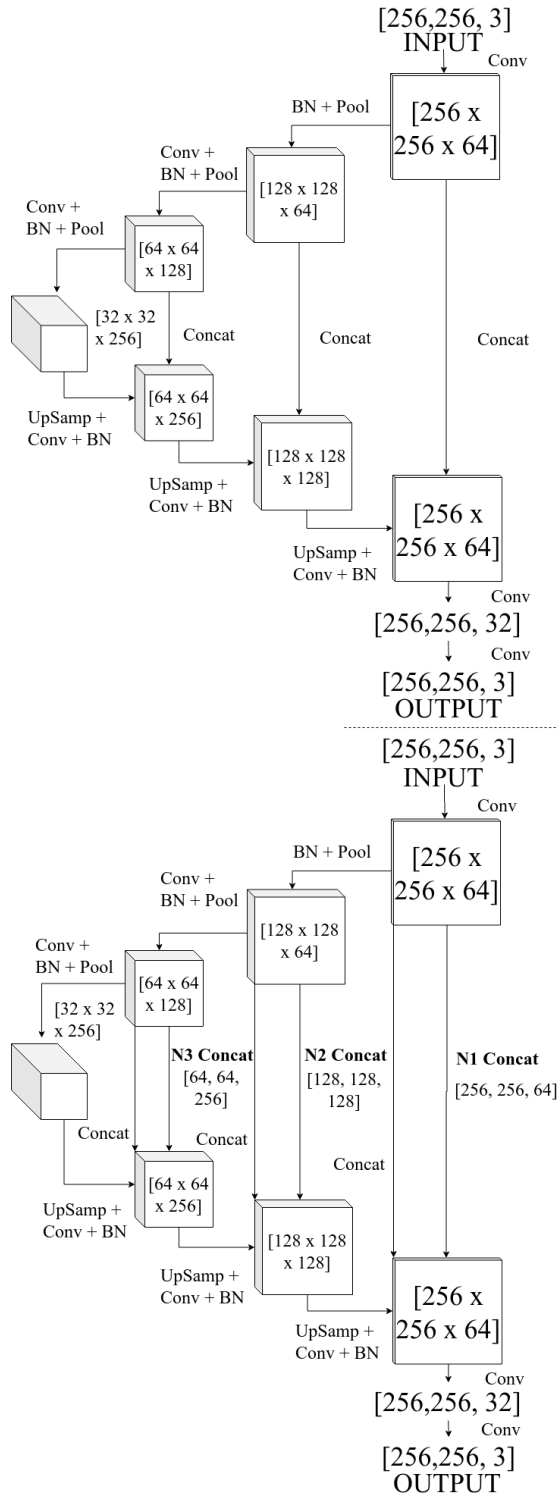 [256,256, 3]
INPUT
Conv
[256 x
256 x 64]
BN + Pool
Conv +
BN + Pool
[128 x 128
x 64]
Conv +
BN + Pool
[64 x 64
x 128]
[32 x 32
x 256]
Concat
Concat
Concat
[64 x 64
x 256]
UpSamp +
Conv + BN
[128 x 128
x 128]
UpSamp +
Conv + BN
[256 x
256 x 64]
UpSamp +
Conv + BN
Conv
[256,256, 32]
Conv
[256,256, 3]
OUTPUT
[256,256, 3]
INPUT
Conv
[256 x
256 x 64]
BN + Pool
Conv +
BN + Pool
[128 x 128
x 64]
Conv +
BN + Pool
[64 x 64
x 128]
[32 x 32
x 256]
N3 Concat
[64, 64,
256]
N2 Concat
[128, 128,
128]
N1 Concat
[256, 256, 64]
Concat
Concat
Concat
[64 x 64
x 256]
UpSamp +
Conv + BN
[128 x 128
x 128]
UpSamp +
Conv + BN
[256 x
256 x 64]
UpSamp +
Conv + BN
Conv
[256,256, 32]
Conv
[256,256, 3]
OUTPUT